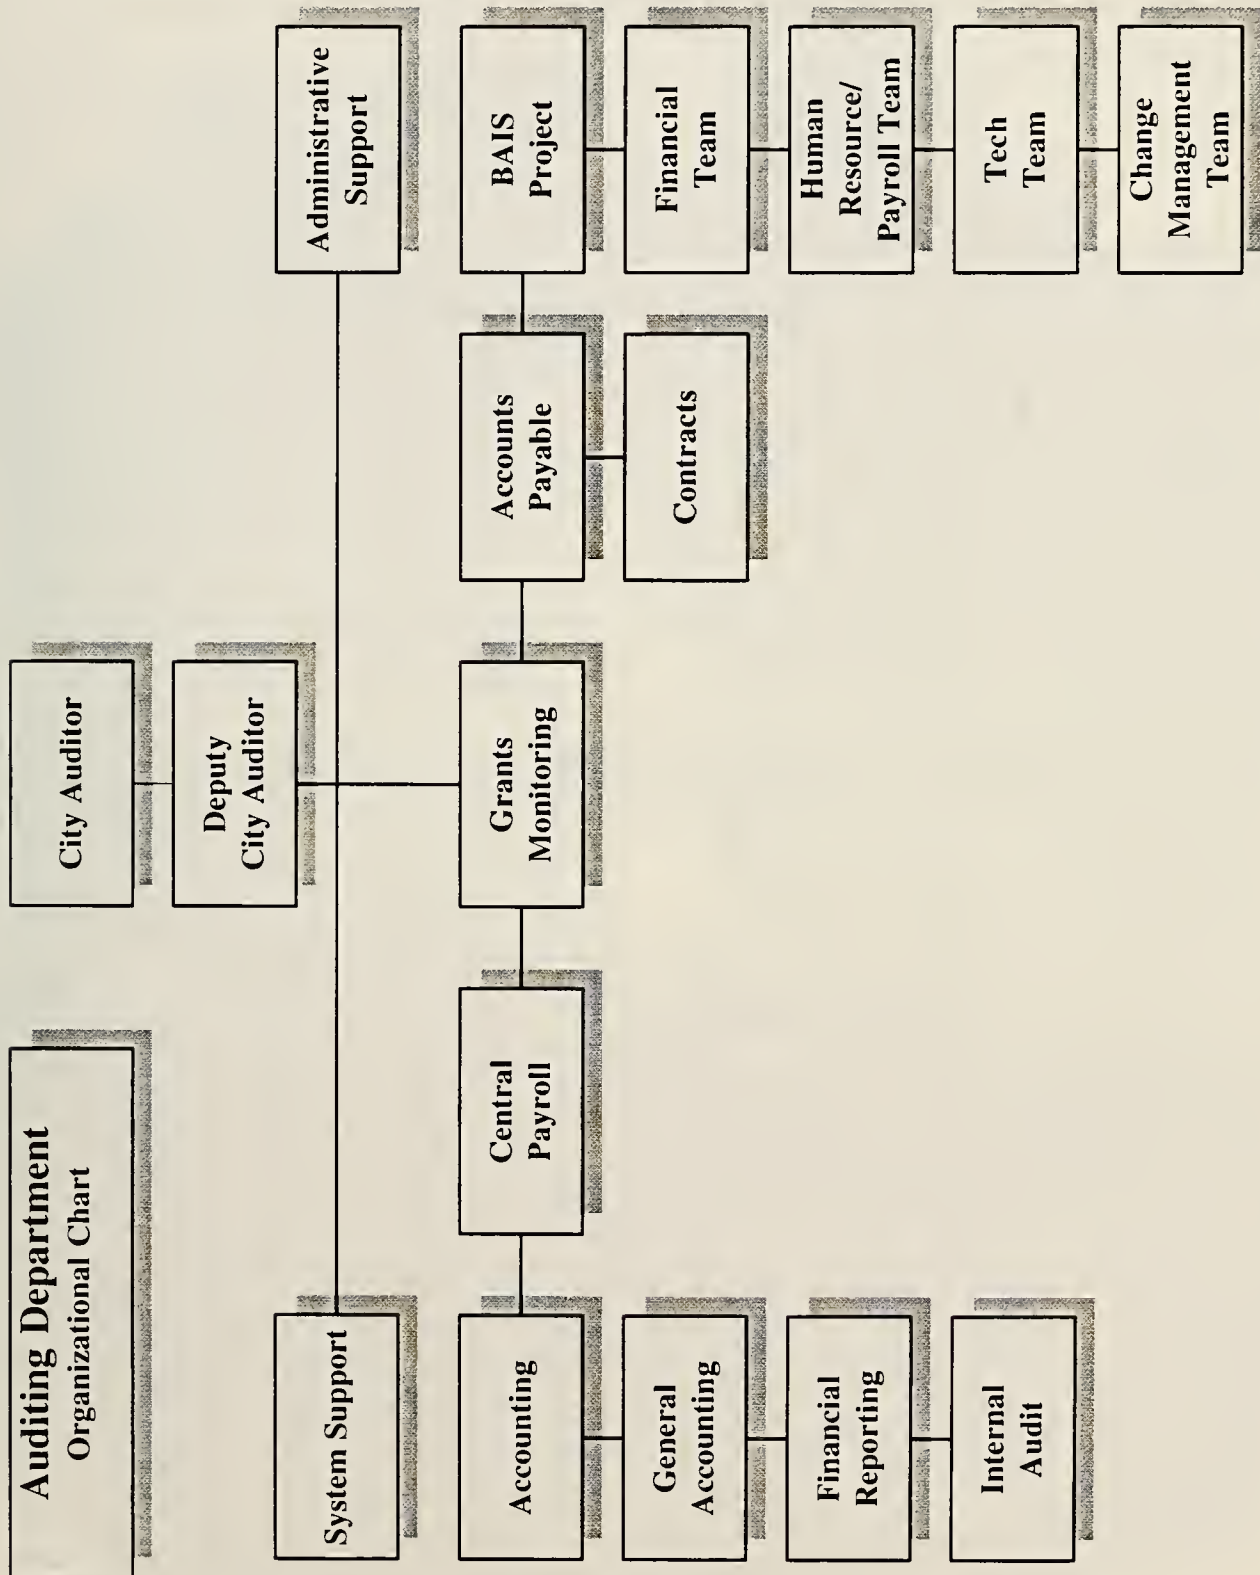 Auditing Department
Organizational Chart
City Auditor
Deputy
City Auditor
System Support
Administrative
Support
Accounting
Central
Payroll
Grants
Monitoring
Accounts
Payable
BAIS
Project
General
Accounting
Contracts
Financial
Team
Financial
Reporting
Human
Resource/
Payroll Team
Internal
Audit
Tech
Team
Change
Management
Team